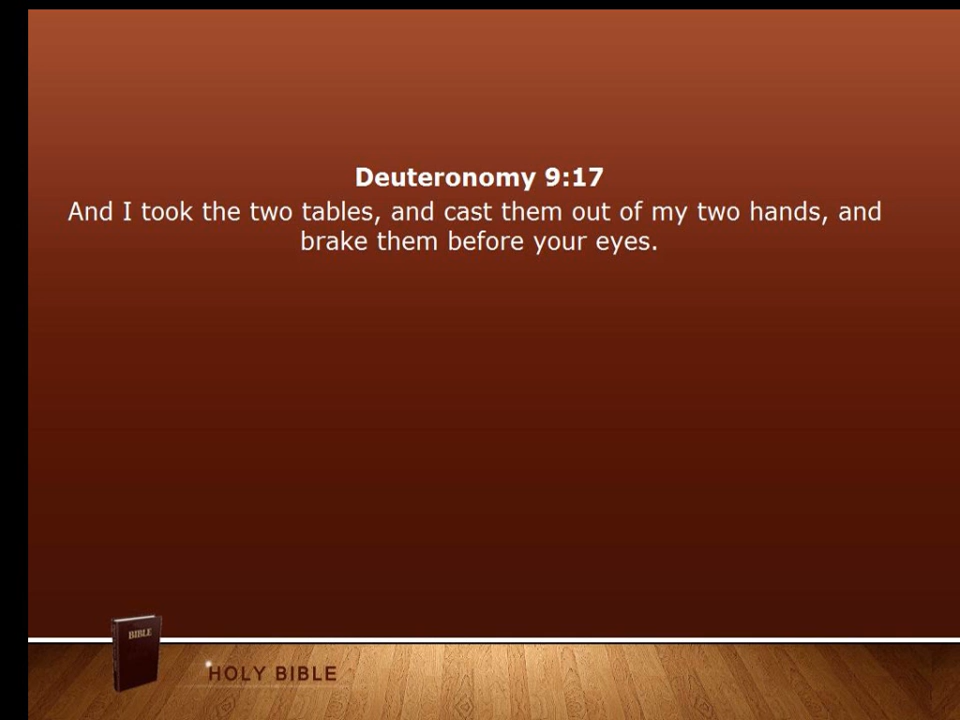 Deuteronomy 9:17
And I took the two tables, and cast them out of my two hands, and
brake them before your eyes.
BIBLE
HOLY BIBLE